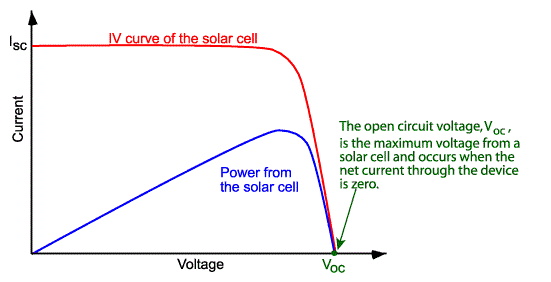 ISC
IV curve of the solar cell
Current
The open circuit voltage, VOC ,
is the maximum voltage from a
solar cell and occurs when the
net current through the device
is zero.
Power from
the solar cell
Voltage
VOC